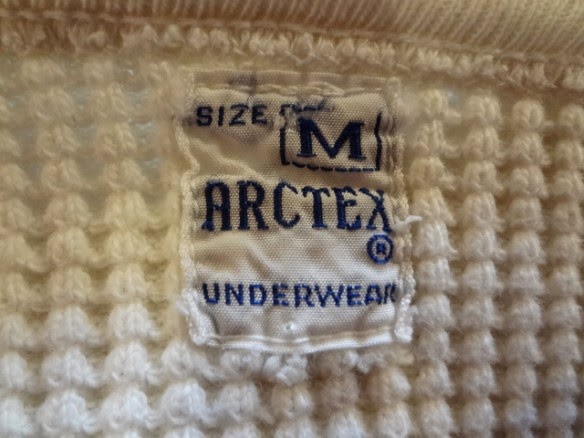 SIZE M
ARCTEX
®
UNDERWEAR